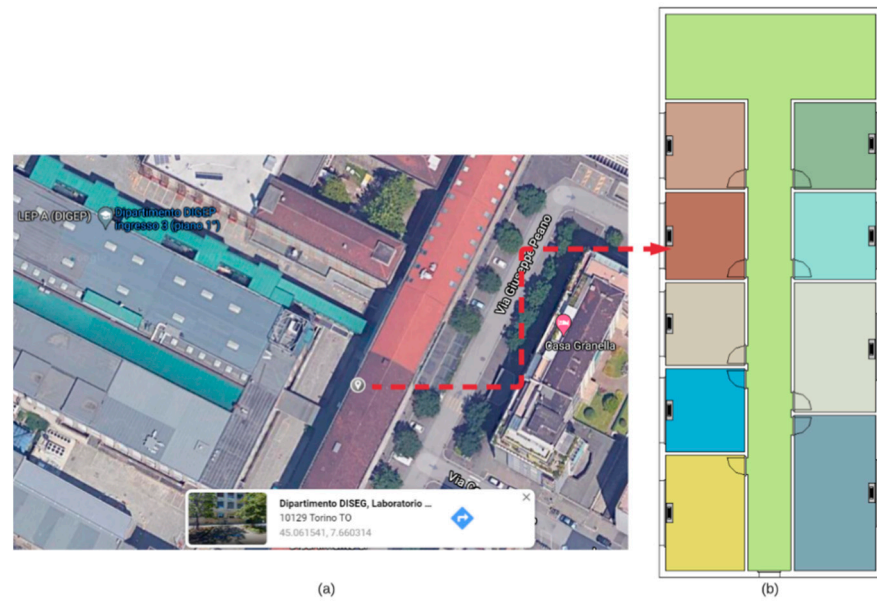 LEP A (DIGEP)
Dipartimento DISEP
ingresso 3 (piano 1°)
Via Giuseppe Peano
Casa Granella
Via G
Dipartimento DISEG, Laboratorio ...
10129 Torino TO
45.061541, 7.660314
(a)
(b)